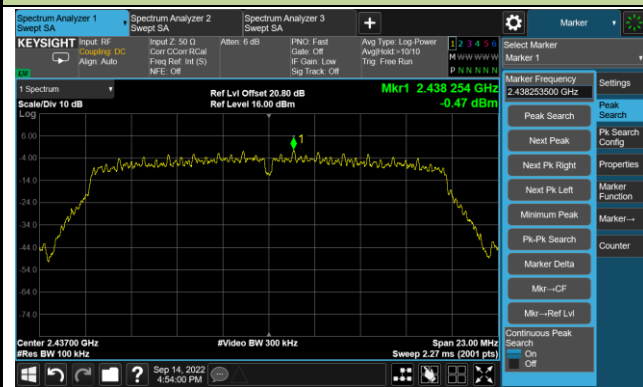 Spectrum Analyzer 1
Swept SA
Spectrum Analyzer 2
Swept SA
Spectrum Analyzer 3
Swept SA
+
Marker
KEYSIGHT
Input: RF
Coupling: DC
Align: Auto
Input Z: 50 Ω
Corr CCorr RCal
Freq Ref: Int (S)
NFE: Off
Atten: 6 dB
PNO: Fast
Gate: Off
IF Gain: Low
Sig Track: Off
Avg Type: Log-Power
Avg|Hold:>10/10
Trig: Free Run
1 2 3 4 5 6
M W W W W W
P N N N N N
Select Marker
Marker 1
LXI
1 Spectrum
Scale/Div 10 dB
Log
Ref Lvl Offset 20.80 dB
Ref Level 16.00 dBm
Mkr1 2.438 254 GHz
-0.47 dBm
6.00
-4.00
-14.0
-24.0
-34.0
-44.0
-54.0
-64.0
-74.0
1
Center 2.43700 GHz
#Res BW 100 kHz
#Video BW 300 kHz
Span 23.00 MHz
Sweep 2.27 ms (2001 pts)
Marker Frequency
2.438253500 GHz
Peak Search
Next Peak
Next Pk Right
Next Pk Left
Minimum Peak
Pk-Pk Search
Marker Delta
Mkr→CF
Mkr→Ref Lvl
Continuous Peak
Search
On
Off
Settings
Peak
Search
Pk Search
Config
Properties
Marker
Function
Marker→
Counter
?
Sep 14, 2022
4:54:00 PM